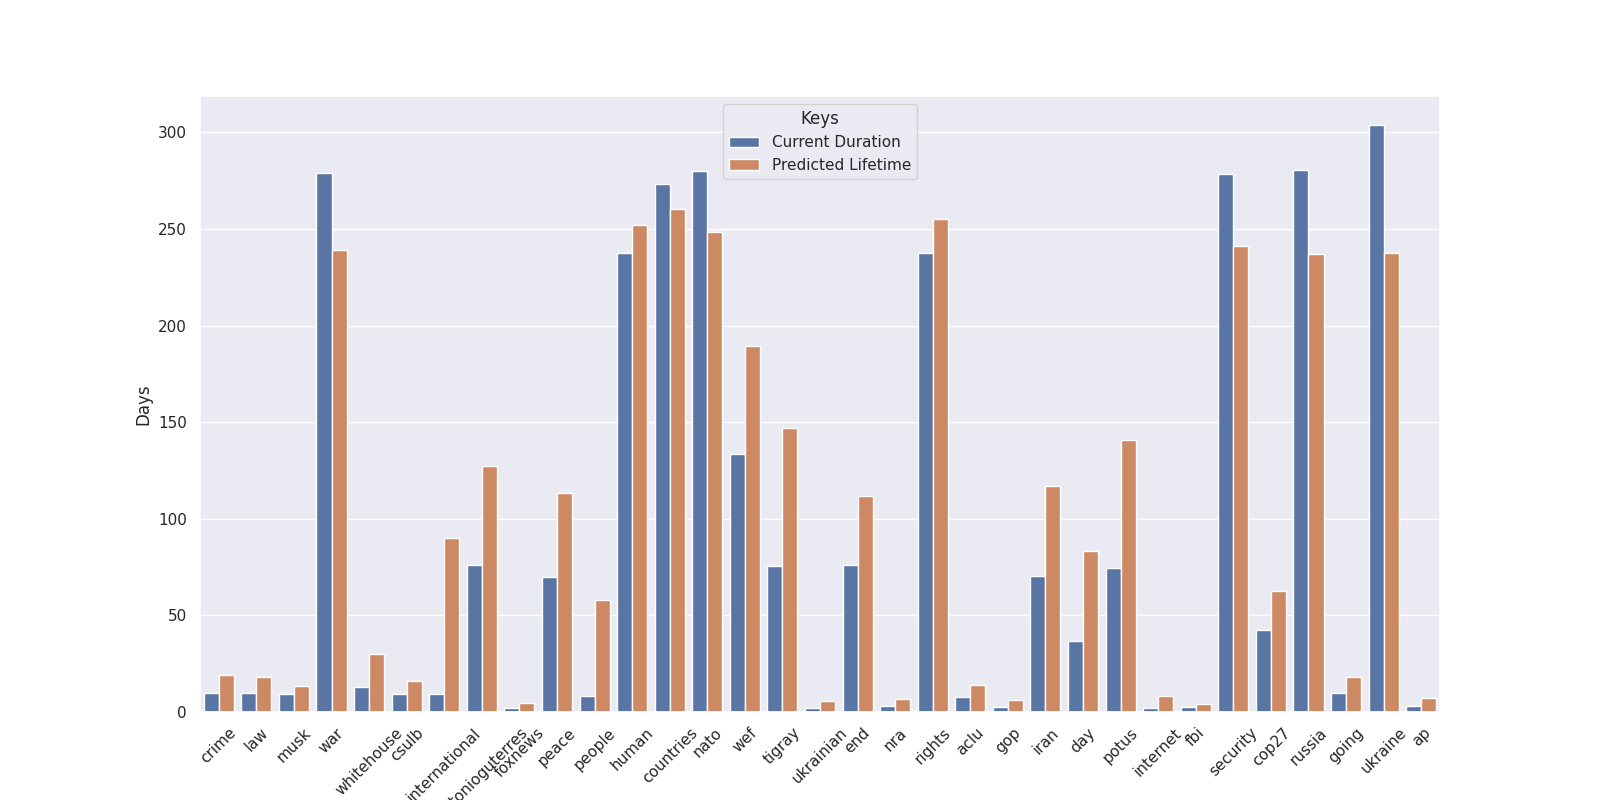 Keys
Current Duration
Predicted Lifetime
Days
300
250
200
150
100
50
0
crime
law
musk
war
whitehouse
csulb
international
foxnews
peace
people
human
countries
nato
wef
tigray
ukrainian
end
nra
rights
aclu
gop
iran
day
potus
internet
fbi
security
cop27
russia
going
ukraine
ap